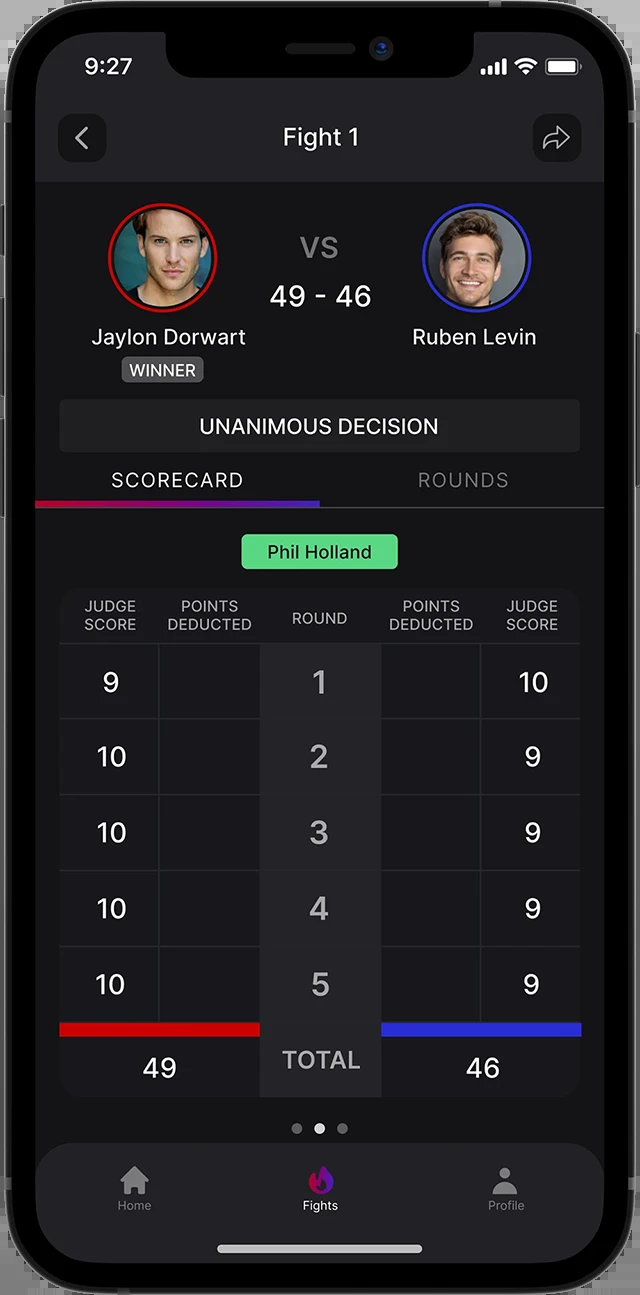 9:27
Fight 1
VS
49 - 46
Jaylon Dorwart
Ruben Levin
WINNER
UNANIMOUS DECISION
SCORECARD ROUNDS
Phil Holland
JUDGE SCORE POINTS DEDUCTED ROUND POINTS DEDUCTED JUDGE SCORE
9 1 10
10 2 9
10 3 9
10 4 9
10 5 9
49 TOTAL 46
Home Fights Profile